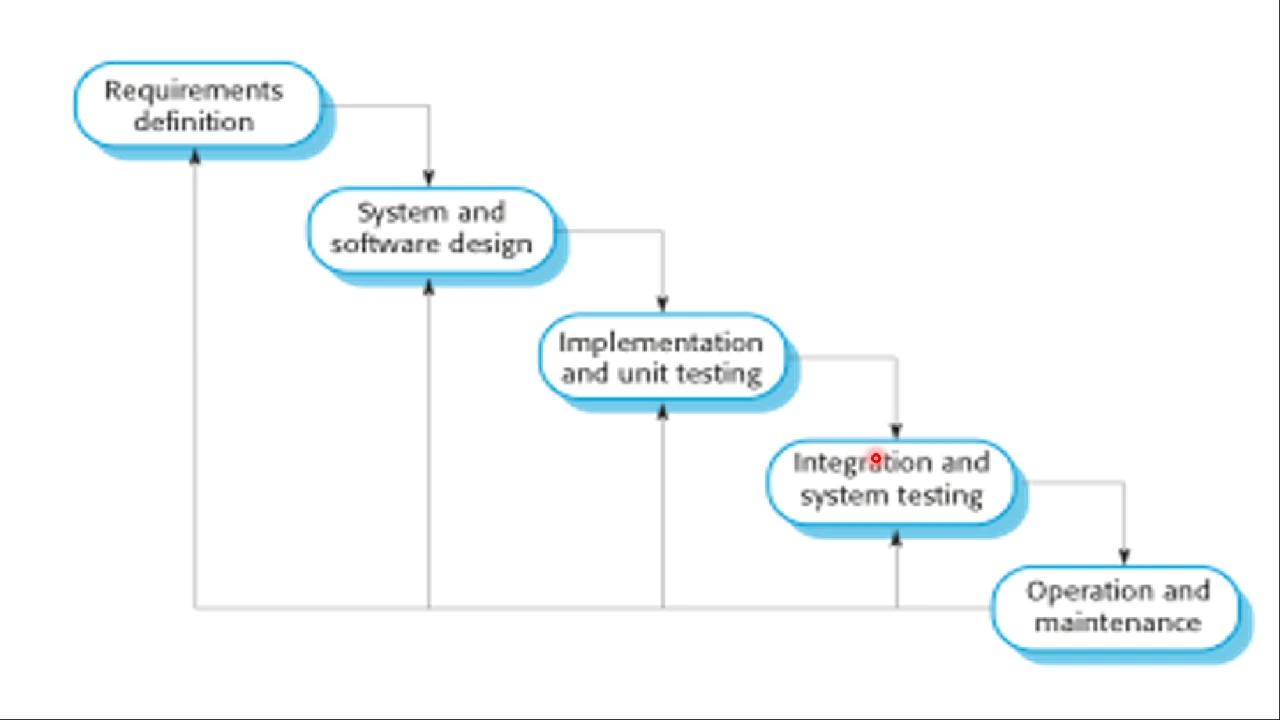 Requirements
definition
System and
software design
Implementation
and unit testing
Integration and
system testing
Operation and
maintenance